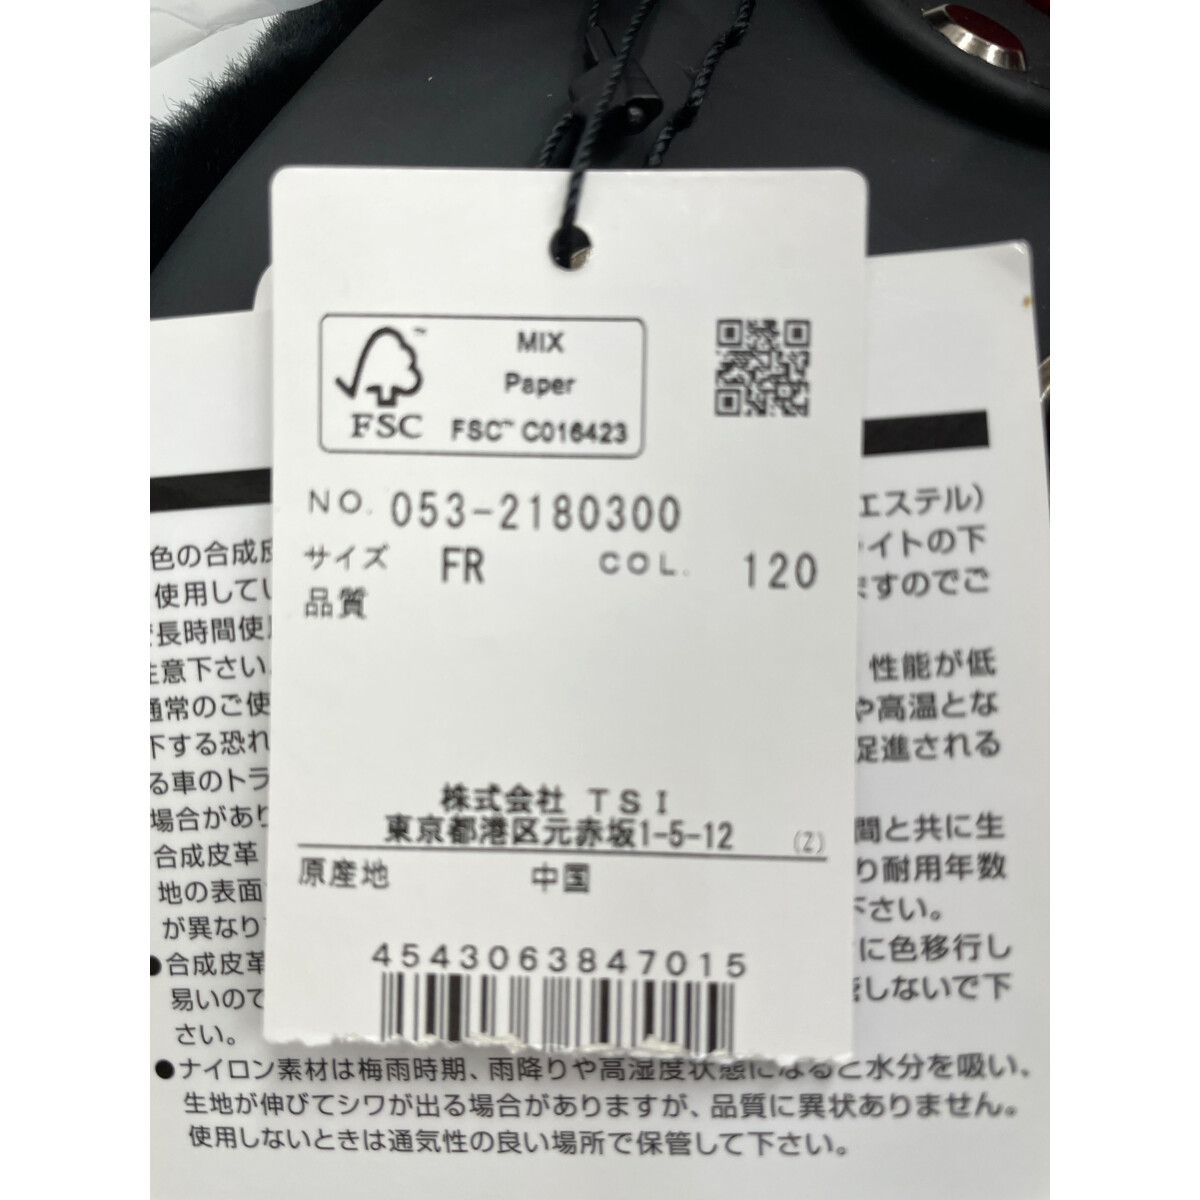 MIX
Paper
FSC™ C016423
FSC™
NO. 053-2180300
サイズ FR COL. 120
品質
株式会社 TSI
東京都港区元赤坂1-5-12 (Z)
原産地 中国
4543063847015
色の合成皮
使用してい
長時間使
意下さい
通常のご使
下する恐れ
る車のトラ
場合があり
合成皮革
地の表面
が異なり
●合成皮革
易いので
さい。
エステル）
イトの下
ますのでご
性能が低
や高温とな
促進される
間と共に生
り耐用年数
下さい。
に色移行し
しないで下
●ナイロン素材は梅雨時期、雨降りや高湿度状態になると水分を吸い、
生地が伸びてシワが出る場合がありますが、品質に異状ありません。
使用しないときは通気性の良い場所で保管して下さい。